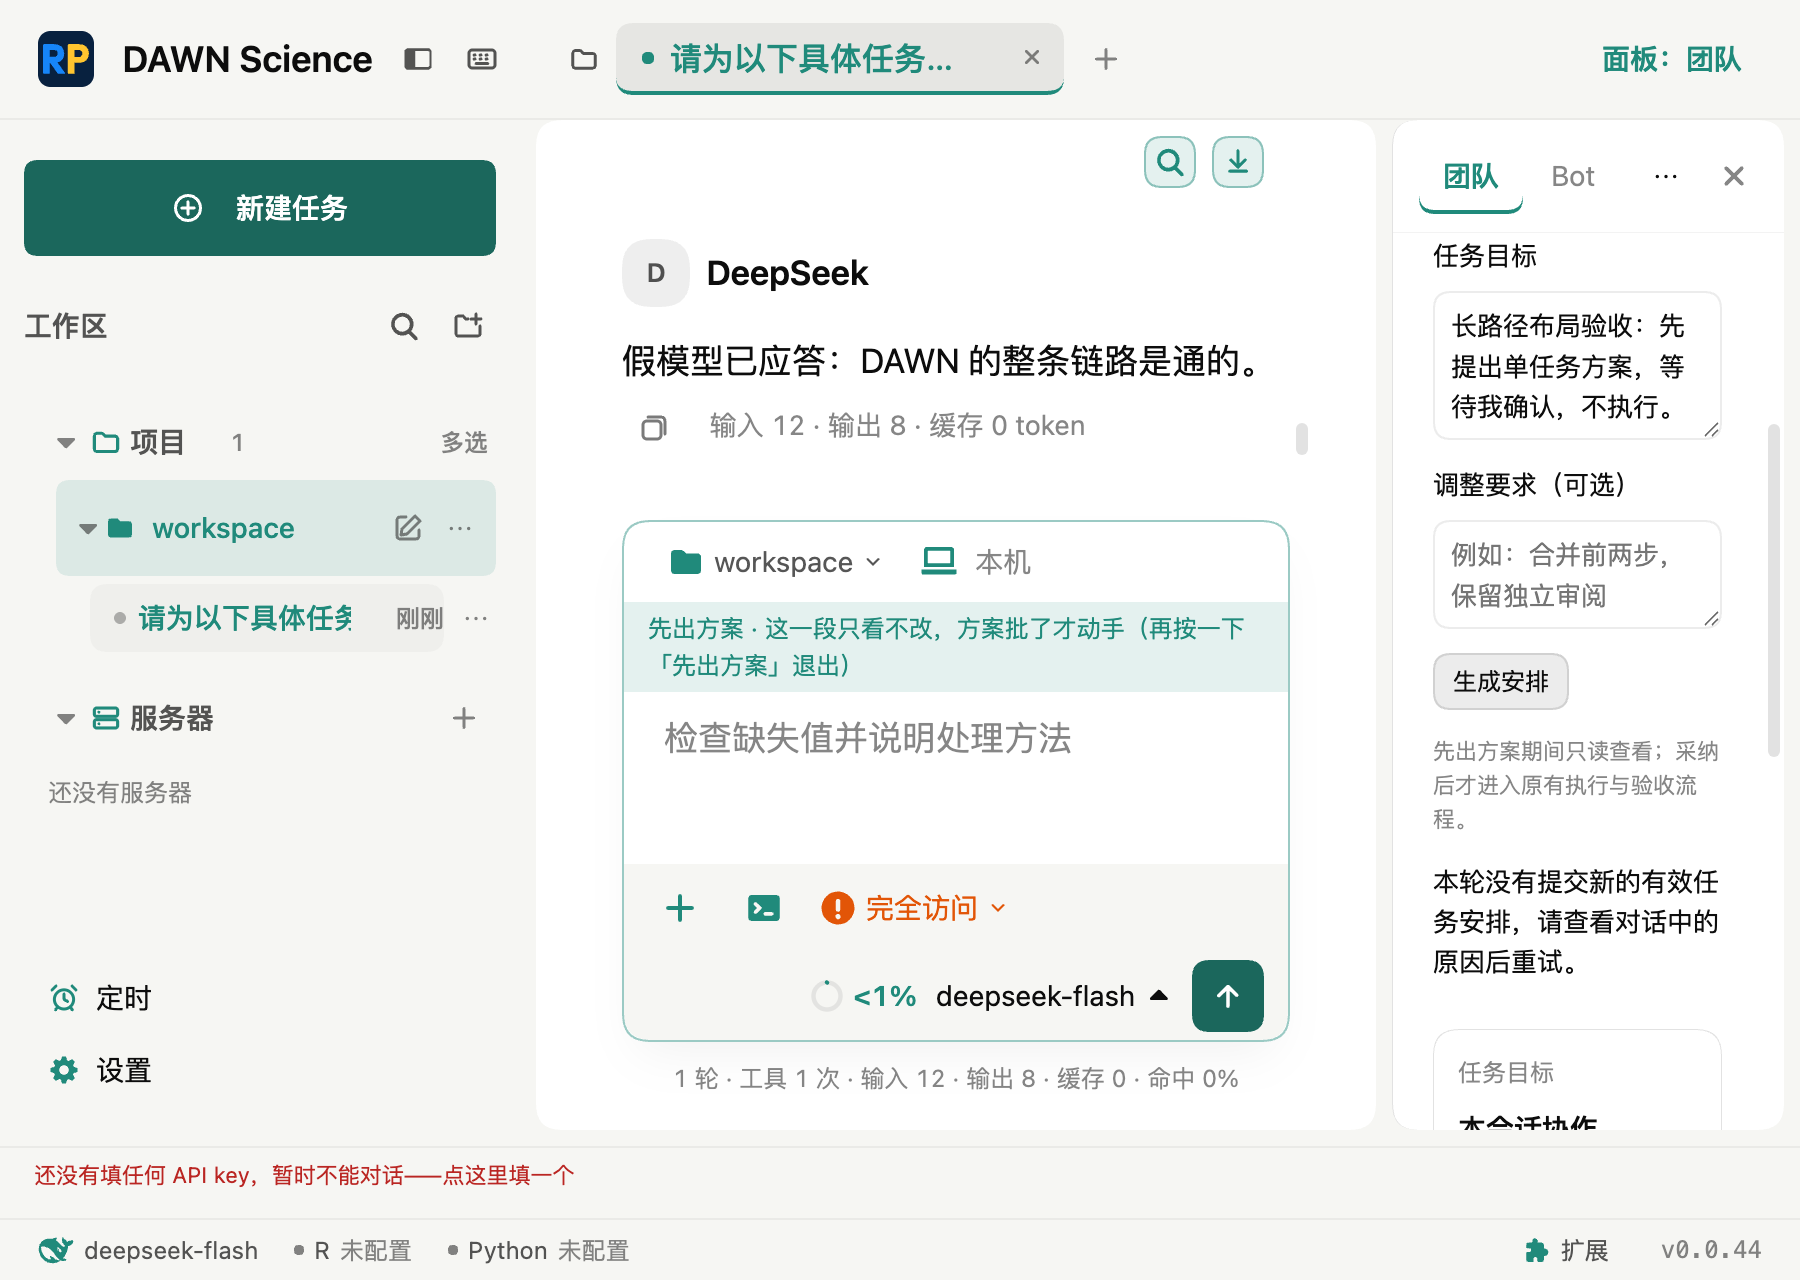 RP DAWN Science
请为以下具体任务...
面板：团队
新建任务
工作区
项目 1 多选
workspace
请为以下具体任务 刚刚
服务器
还没有服务器
定时
设置
D DeepSeek
假模型已应答：DAWN 的整条链路是通的。
输入 12 · 输出 8 · 缓存 0 token
workspace 本机
先出方案 · 这一段只看不改，方案批了才动手（再按一下
「先出方案」退出）
检查缺失值并说明处理方法
完全访问
<1% deepseek-flash
1 轮 · 工具 1 次 · 输入 12 · 输出 8 · 缓存 0 · 命中 0%
团队 Bot ...
任务目标
长路径布局验收：先
提出单任务方案，等
待我确认，不执行。
调整要求（可选）
例如：合并前两步，
保留独立审阅
生成安排
先出方案期间只读查看；采纳
后才进入原有执行与验收流
程。
本轮没有提交新的有效任
务安排，请查看对话中的
原因后重试。
任务目标
本会话协作
还没有填任何 API key，暂时不能对话——点这里填一个
deepseek-flash R 未配置 Python 未配置
扩展 v0.0.44